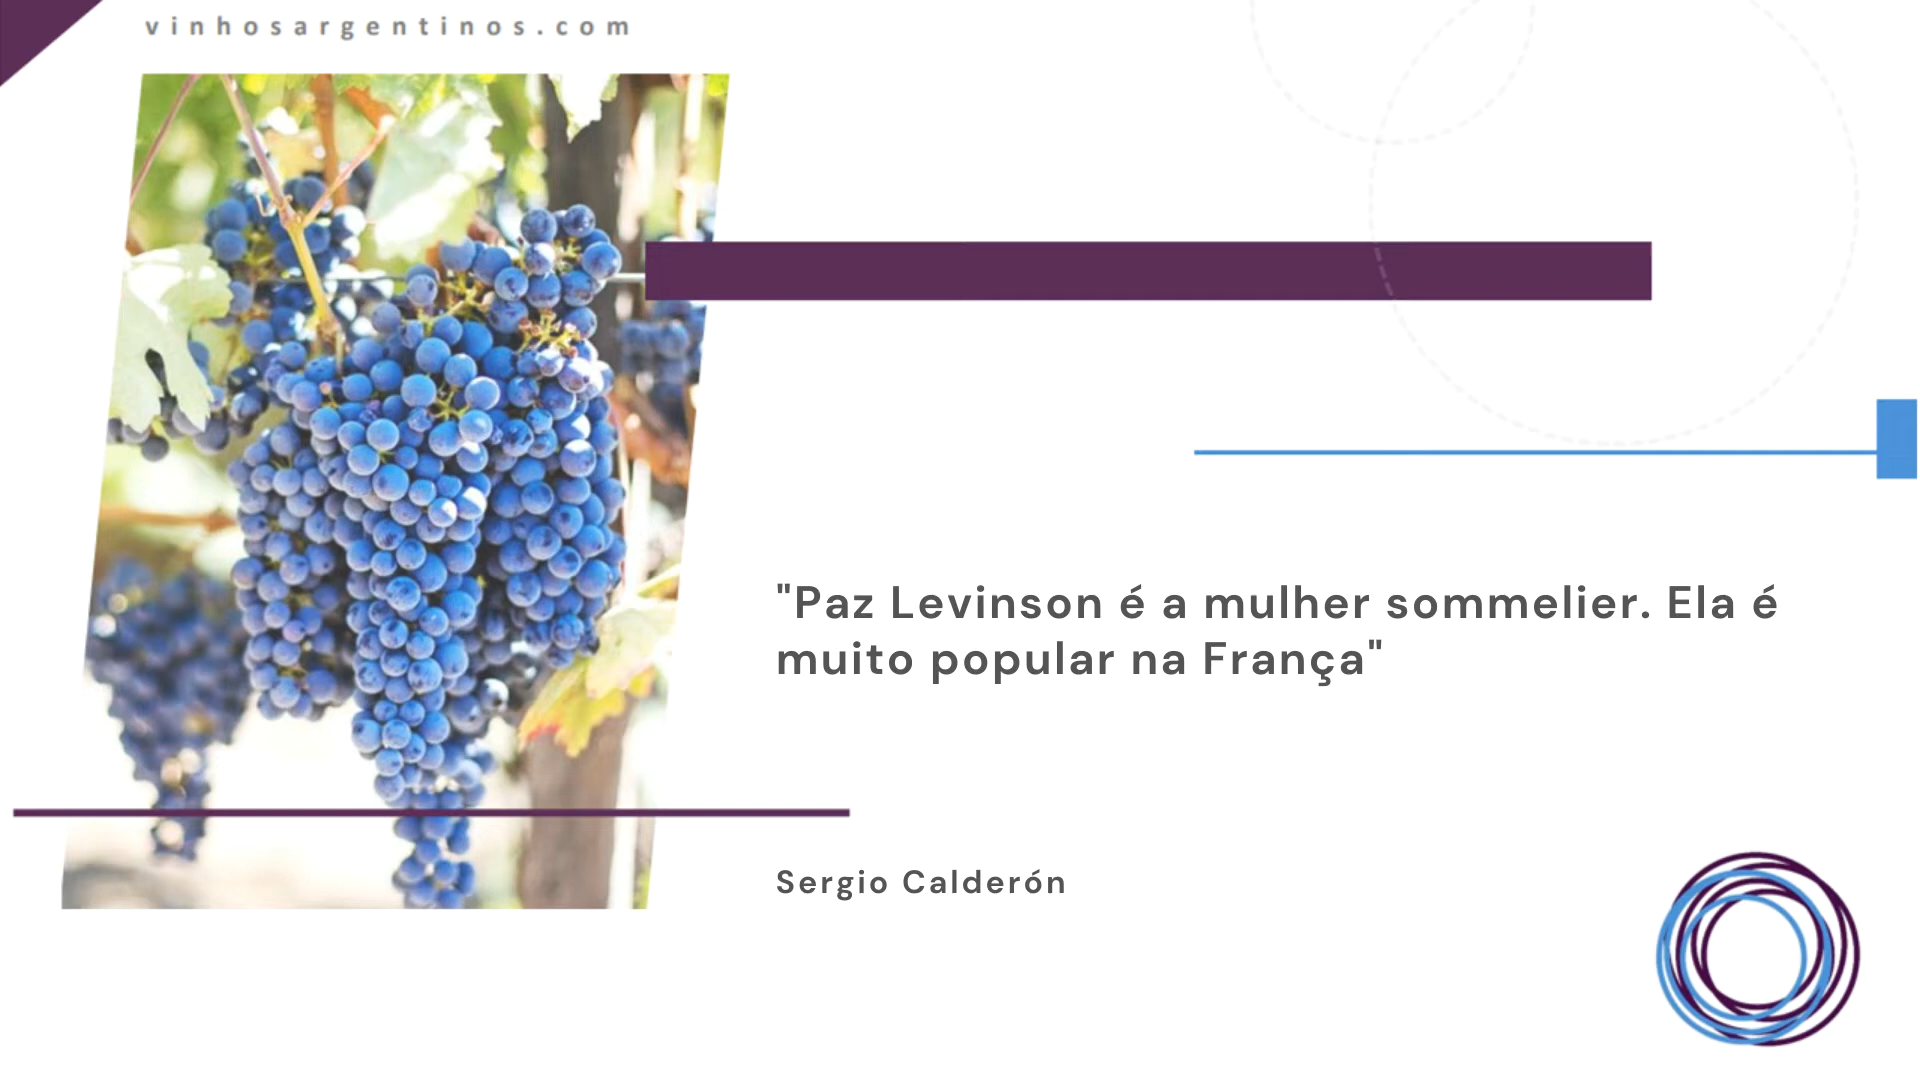 vinhosargentinos.com
"Paz Levinson é a mulher sommelier. Ela é
muito popular na França"
Sergio Calderón